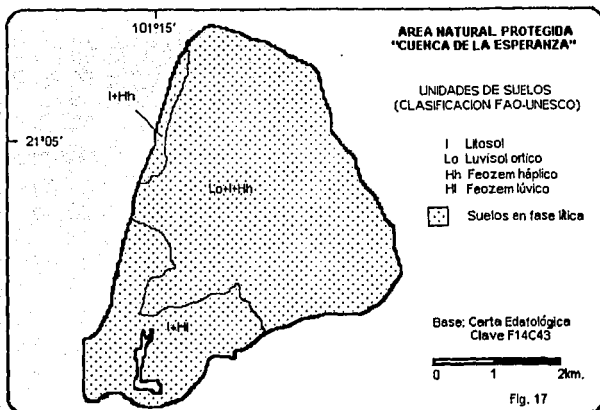 101°15'
AREA NATURAL PROTEGIDA
"CUENCA DE LA ESPERANZA"
I+Hh
UNIDADES DE SUELOS
(CLASIFICACION FAO-UNESCO)
21°05'
I Litosol
Lo Luvisol ortico
Hh Feozem háplico
Hl Feozem lúvico
Lo+I+Hh
Suelos en fase lítica
I+Hl
Base: Carta Edafológica
Clave F14C43
0 1 2km.
Fig. 17